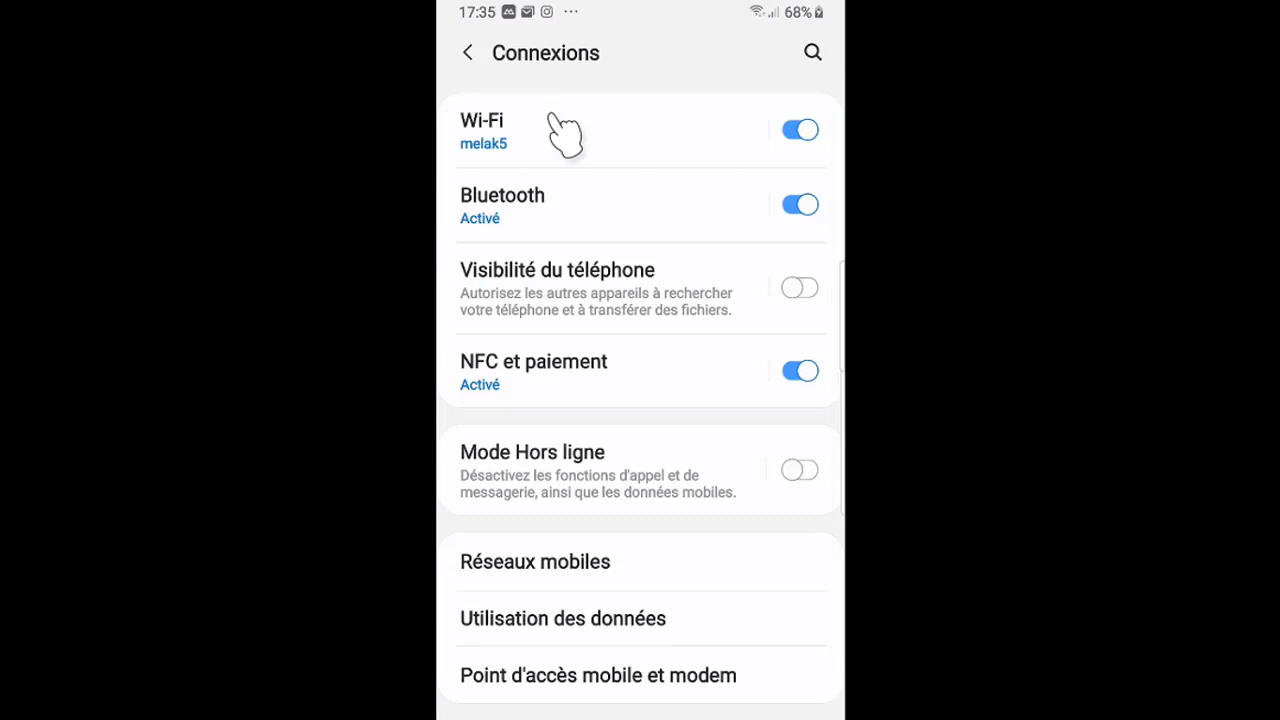 17:35 68%
Connexions
Wi-Fi
melak5
Bluetooth
Activé
Visibilité du téléphone
Autorisez les autres appareils à rechercher
votre téléphone et à transférer des fichiers.
NFC et paiement
Activé
Mode Hors ligne
Désactivez les fonctions d'appel et de
messagerie, ainsi que les données mobiles.
Réseaux mobiles
Utilisation des données
Point d'accès mobile et modem